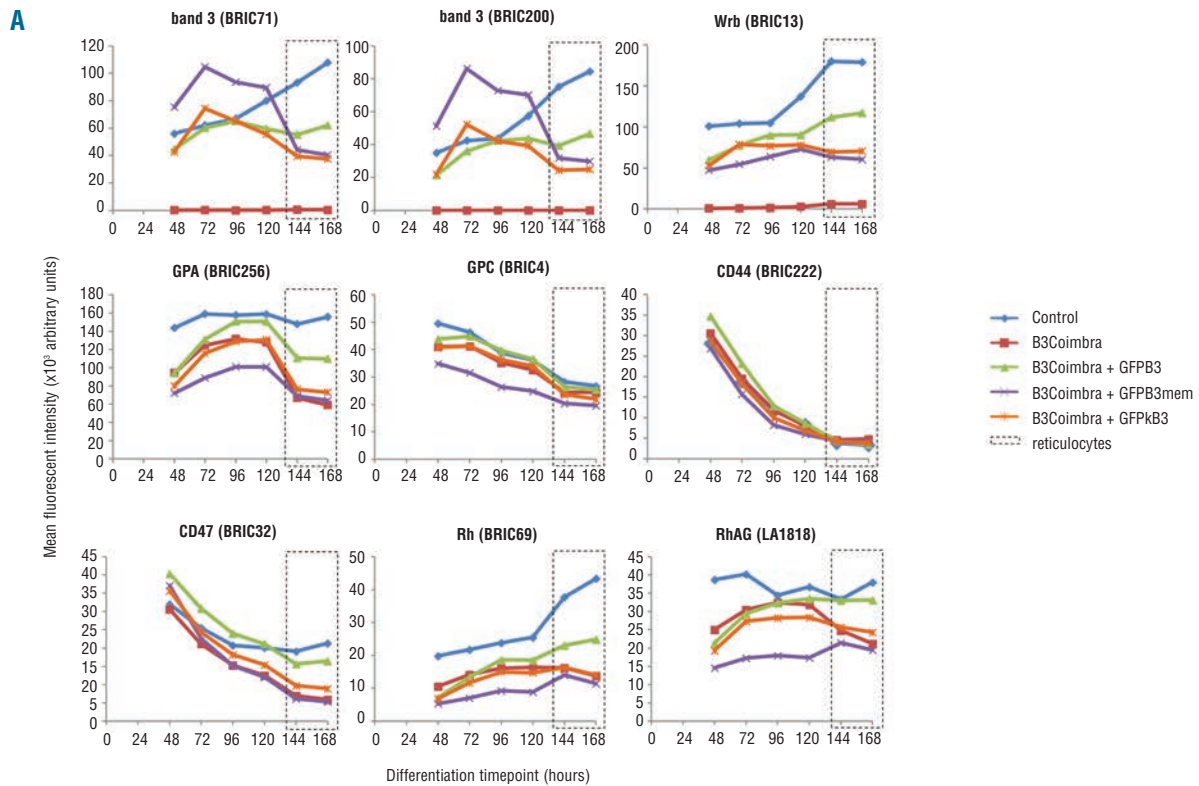 A
band 3 (BRIC71)
120
100
80
60
40
20
0
0 24 48 72 96 120 144 168
band 3 (BRIC200)
100
80
60
40
20
0
0 24 48 72 96 120 144 168
Wrb (BRIC13)
200
150
100
50
0
0 24 48 72 96 120 144 168
Mean fluorescent intensity (x10³ arbitrary units)
GPA (BRIC256)
180
160
140
120
100
80
60
40
20
0
0 24 48 72 96 120 144 168
GPC (BRIC4)
60
50
40
30
20
10
0
0 24 48 72 96 120 144 168
CD44 (BRIC222)
40
35
30
25
20
15
10
5
0
0 24 48 72 96 120 144 168
Control
B3Coimbra
B3Coimbra + GFPB3
B3Coimbra + GFPB3mem
B3Coimbra + GFPkB3
reticulocytes
CD47 (BRIC32)
45
40
35
30
25
20
15
10
5
0
0 24 48 72 96 120 144 168
Rh (BRIC69)
50
40
30
20
10
0
0 24 48 72 96 120 144 168
RhAG (LA1818)
45
40
35
30
25
20
15
10
5
0
0 24 48 72 96 120 144 168
Differentiation timepoint (hours)